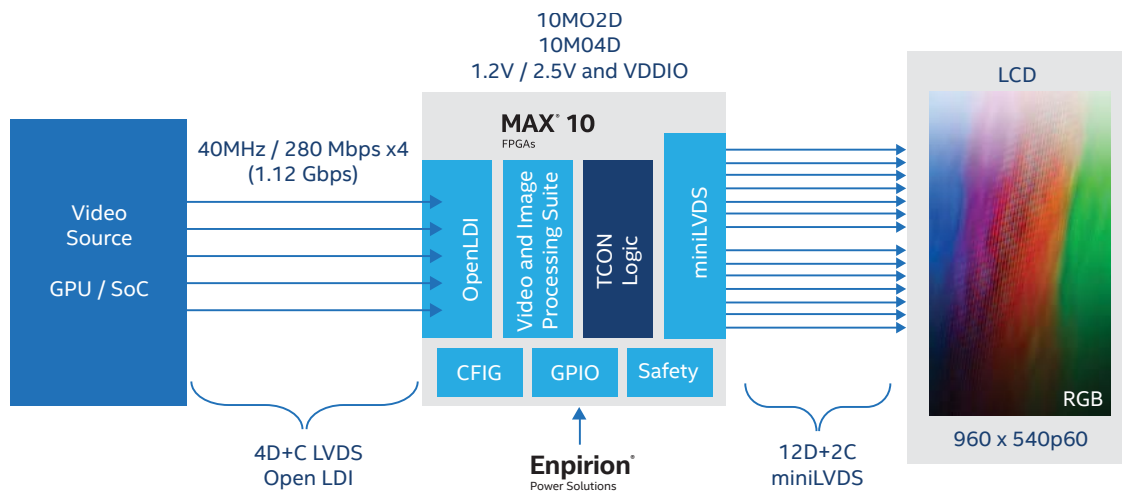 10MO2D
10M04D
1.2V / 2.5V and VDDIO
Video
Source
GPU / SoC
40MHz / 280 Mbps x4
(1.12 Gbps)
4D+C LVDS
Open LDI
MAX® 10
FPGAs
OpenLDI
Video and Image
Processing Suite
TCON
Logic
miniLVDS
CFIG
GPIO
Safety
Enpirion®
Power Solutions
12D+2C
miniLVDS
LCD
RGB
960 x 540p60